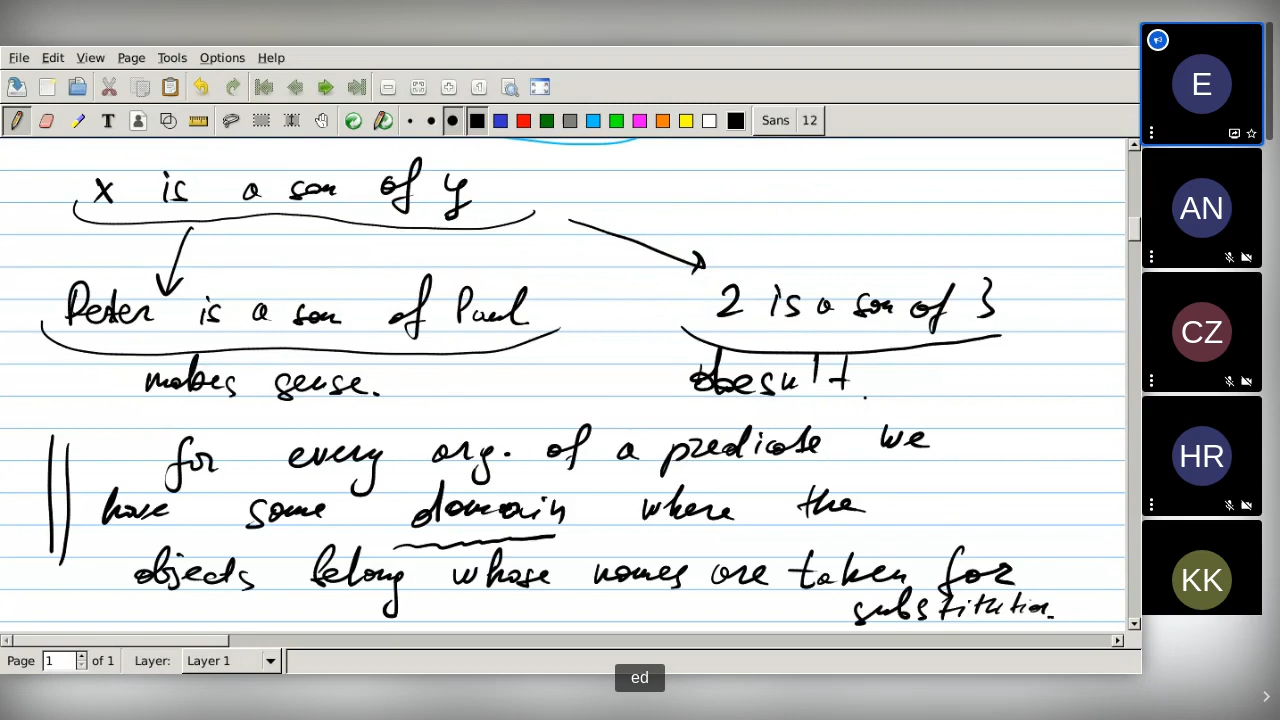 File Edit View Page Tools Options Help
T
Sans 12
x is a son of y
Peter is a son of Paul
2 is a son of 3
makes sense.
doesn't.
for every arg. of a predicate we
have some domain where the
objects belong whose names are taken for
substitution.
Page 1 of 1 Layer: Layer 1
ed
E
AN
CZ
HR
KK